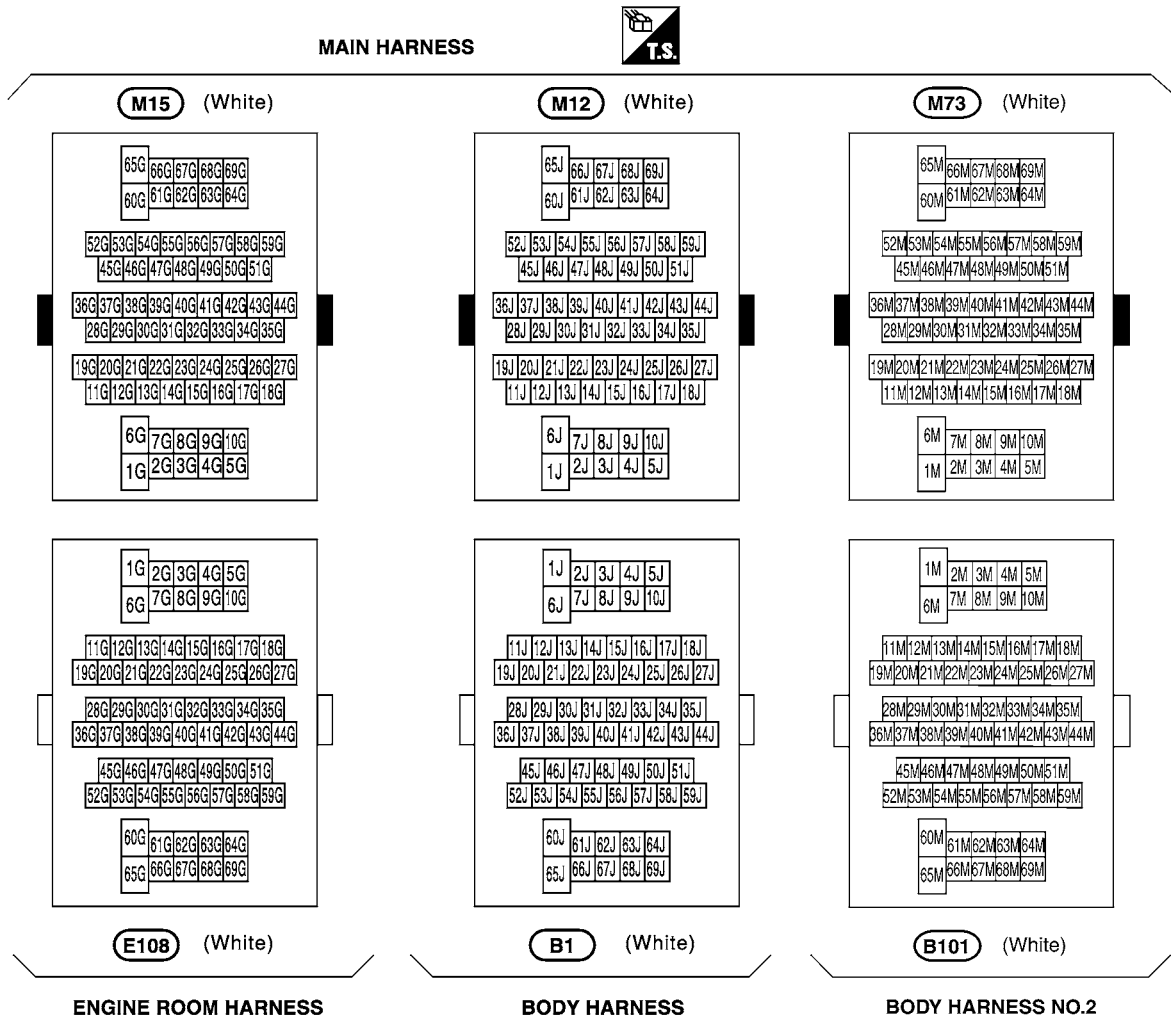 MAIN HARNESS
T.S.
M15 (White) M12 (White) M73 (White)
65G 66G 67G 68G 69G 65J 66J 67J 68J 69J 65M 66M 67M 68M 69M
60G 61G 62G 63G 64G 60J 61J 62J 63J 64J 60M 61M 62M 63M 64M
52G 53G 54G 55G 56G 57G 58G 59G 52J 53J 54J 55J 56J 57J 58J 59J 52M 53M 54M 55M 56M 57M 58M 59M
45G 46G 47G 48G 49G 50G 51G 45J 46J 47J 48J 49J 50J 51J 45M 46M 47M 48M 49M 50M 51M
36G 37G 38G 39G 40G 41G 42G 43G 44G 36J 37J 38J 39J 40J 41J 42J 43J 44J 36M 37M 38M 39M 40M 41M 42M 43M 44M
28G 29G 30G 31G 32G 33G 34G 35G 28J 29J 30J 31J 32J 33J 34J 35J 28M 29M 30M 31M 32M 33M 34M 35M
19G 20G 21G 22G 23G 24G 25G 26G 27G 19J 20J 21J 22J 23J 24J 25J 26J 27J 19M 20M 21M 22M 23M 24M 25M 26M 27M
11G 12G 13G 14G 15G 16G 17G 18G 11J 12J 13J 14J 15J 16J 17J 18J 11M 12M 13M 14M 15M 16M 17M 18M
6G 7G 8G 9G 10G 6J 7J 8J 9J 10J 6M 7M 8M 9M 10M
1G 2G 3G 4G 5G 1J 2J 3J 4J 5J 1M 2M 3M 4M 5M
1G 2G 3G 4G 5G 1J 2J 3J 4J 5J 1M 2M 3M 4M 5M
6G 7G 8G 9G 10G 6J 7J 8J 9J 10J 6M 7M 8M 9M 10M
11G 12G 13G 14G 15G 16G 17G 18G 11J 12J 13J 14J 15J 16J 17J 18J 11M 12M 13M 14M 15M 16M 17M 18M
19G 20G 21G 22G 23G 24G 25G 26G 27G 19J 20J 21J 22J 23J 24J 25J 26J 27J 19M 20M 21M 22M 23M 24M 25M 26M 27M
28G 29G 30G 31G 32G 33G 34G 35G 28J 29J 30J 31J 32J 33J 34J 35J 28M 29M 30M 31M 32M 33M 34M 35M
36G 37G 38G 39G 40G 41G 42G 43G 44G 36J 37J 38J 39J 40J 41J 42J 43J 44J 36M 37M 38M 39M 40M 41M 42M 43M 44M
45G 46G 47G 48G 49G 50G 51G 45J 46J 47J 48J 49J 50J 51J 45M 46M 47M 48M 49M 50M 51M
52G 53G 54G 55G 56G 57G 58G 59G 52J 53J 54J 55J 56J 57J 58J 59J 52M 53M 54M 55M 56M 57M 58M 59M
60G 61G 62G 63G 64G 60J 61J 62J 63J 64J 60M 61M 62M 63M 64M
65G 66G 67G 68G 69G 65J 66J 67J 68J 69J 65M 66M 67M 68M 69M
E108 (White) B1 (White) B101 (White)
ENGINE ROOM HARNESS BODY HARNESS BODY HARNESS NO.2